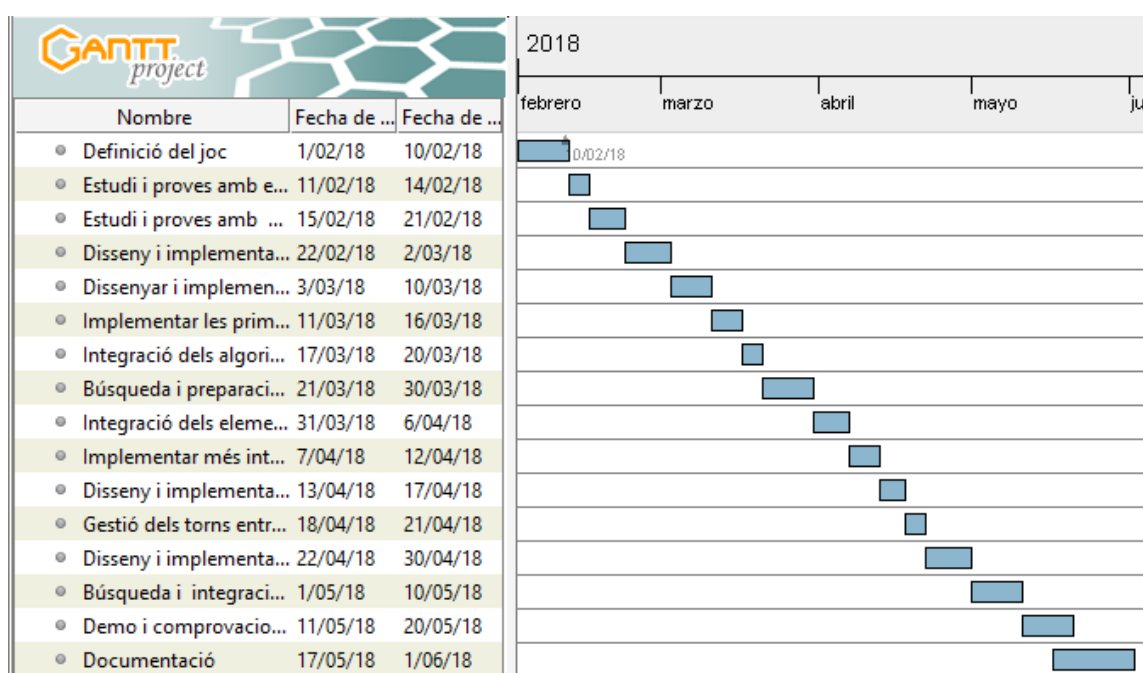 GANTT
project
2018
febrero marzo abril mayo ju
Nombre Fecha de ... Fecha de ...
Definició del joc 1/02/18 10/02/18 10/02/18
Estudi i proves amb e... 11/02/18 14/02/18
Estudi i proves amb ... 15/02/18 21/02/18
Disseny i implementa... 22/02/18 2/03/18
Dissenyar i implemen... 3/03/18 10/03/18
Implementar les prim... 11/03/18 16/03/18
Integració dels algori... 17/03/18 20/03/18
Búsqueda i preparaci... 21/03/18 30/03/18
Integració dels eleme... 31/03/18 6/04/18
Implementar més int... 7/04/18 12/04/18
Disseny i implementa... 13/04/18 17/04/18
Gestió dels torns entr... 18/04/18 21/04/18
Disseny i implementa... 22/04/18 30/04/18
Búsqueda i integraci... 1/05/18 10/05/18
Demo i comprovacio... 11/05/18 20/05/18
Documentació 17/05/18 1/06/18